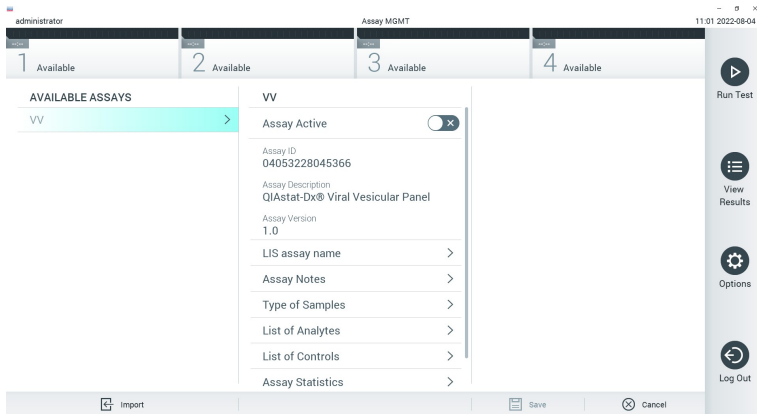 administrator Assay MGMT 11:01 2022-08-04
1 Available 2 Available 3 Available 4 Available
AVAILABLE ASSAYS
VV
VV
Assay Active
Assay ID
04053228045366
Assay Description
QIAstat-Dx® Viral Vesicular Panel
Assay Version
1.0
LIS assay name
Assay Notes
Type of Samples
List of Analytes
List of Controls
Assay Statistics
Run Test
View
Results
Options
Log Out
Import Save Cancel